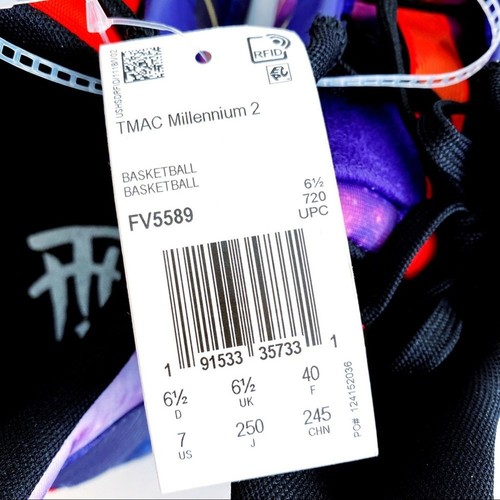 RFID
TMAC Millennium 2
BASKETBALL
BASKETBALL
6½
720
UPC
FV5589
1 91533 35733 1
6½ 6½ 40
D UK F
7 250 245
US J CHN
PO# 124152036